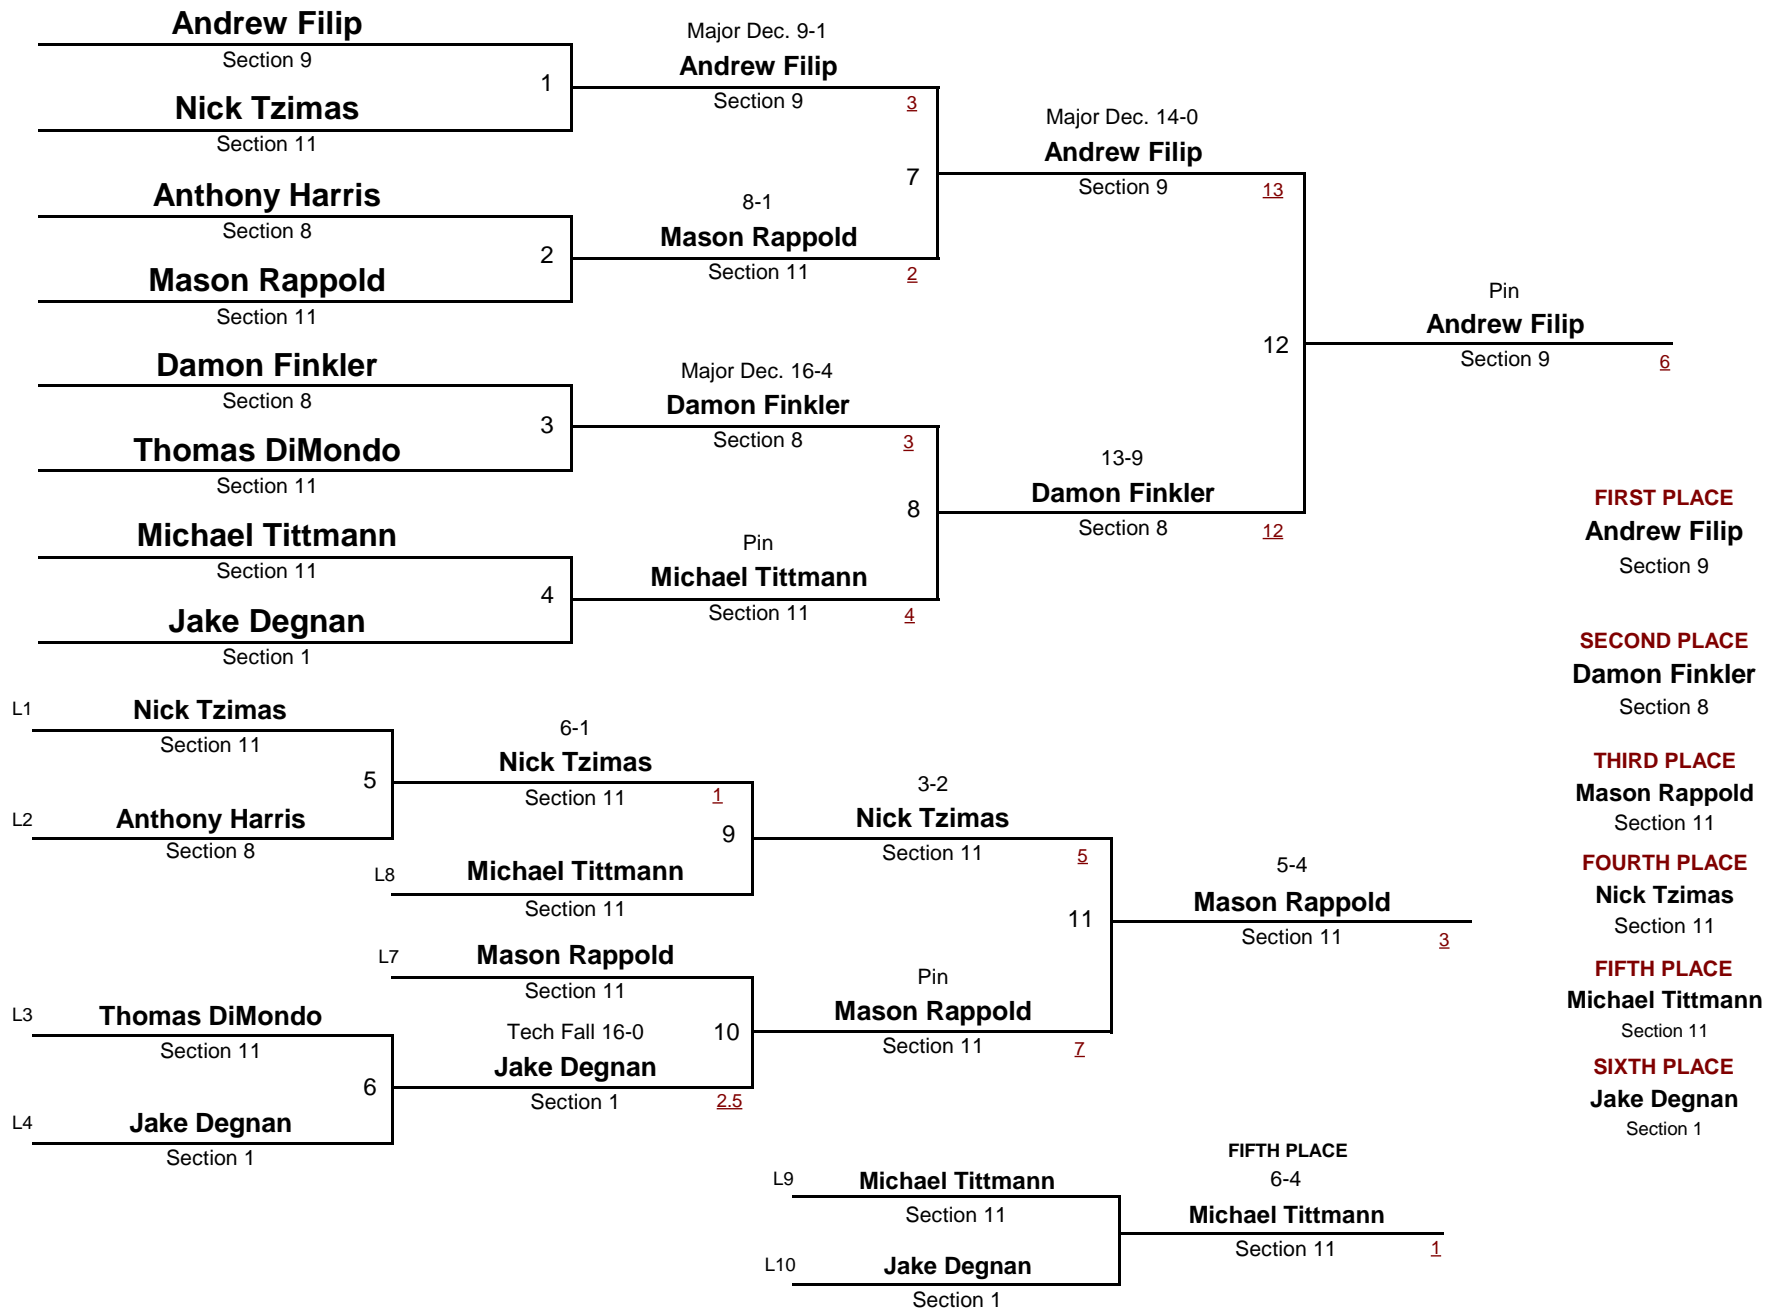 Andrew Filip
Section 9
1
Nick Tzimas
Section 11
Anthony Harris
Section 8
2
Mason Rappold
Section 11
Damon Finkler
Section 8
3
Thomas DiMondo
Section 11
Michael Tittmann
Section 11
4
Jake Degnan
Section 1
Major Dec. 9-1
Andrew Filip
Section 9
3
7
8-1
Mason Rappold
Section 11
2
Major Dec. 16-4
Damon Finkler
Section 8
3
8
Pin
Michael Tittmann
Section 11
4
Major Dec. 14-0
Andrew Filip
Section 9
13
12
13-9
Damon Finkler
Section 8
12
Pin
Andrew Filip
Section 9
6
L1
Nick Tzimas
Section 11
5
L2
Anthony Harris
Section 8
L3
Thomas DiMondo
Section 11
6
L4
Jake Degnan
Section 1
6-1
Nick Tzimas
Section 11
1
9
L8
Michael Tittmann
Section 11
L7
Mason Rappold
Section 11
Tech Fall 16-0
10
Jake Degnan
Section 1
2.5
3-2
Nick Tzimas
Section 11
5
11
Pin
Mason Rappold
Section 11
7
5-4
Mason Rappold
Section 11
3
L9
Michael Tittmann
Section 11
L10
Jake Degnan
Section 1
FIFTH PLACE
6-4
Michael Tittmann
Section 11
1
FIRST PLACE
Andrew Filip
Section 9
SECOND PLACE
Damon Finkler
Section 8
THIRD PLACE
Mason Rappold
Section 11
FOURTH PLACE
Nick Tzimas
Section 11
FIFTH PLACE
Michael Tittmann
Section 11
SIXTH PLACE
Jake Degnan
Section 1